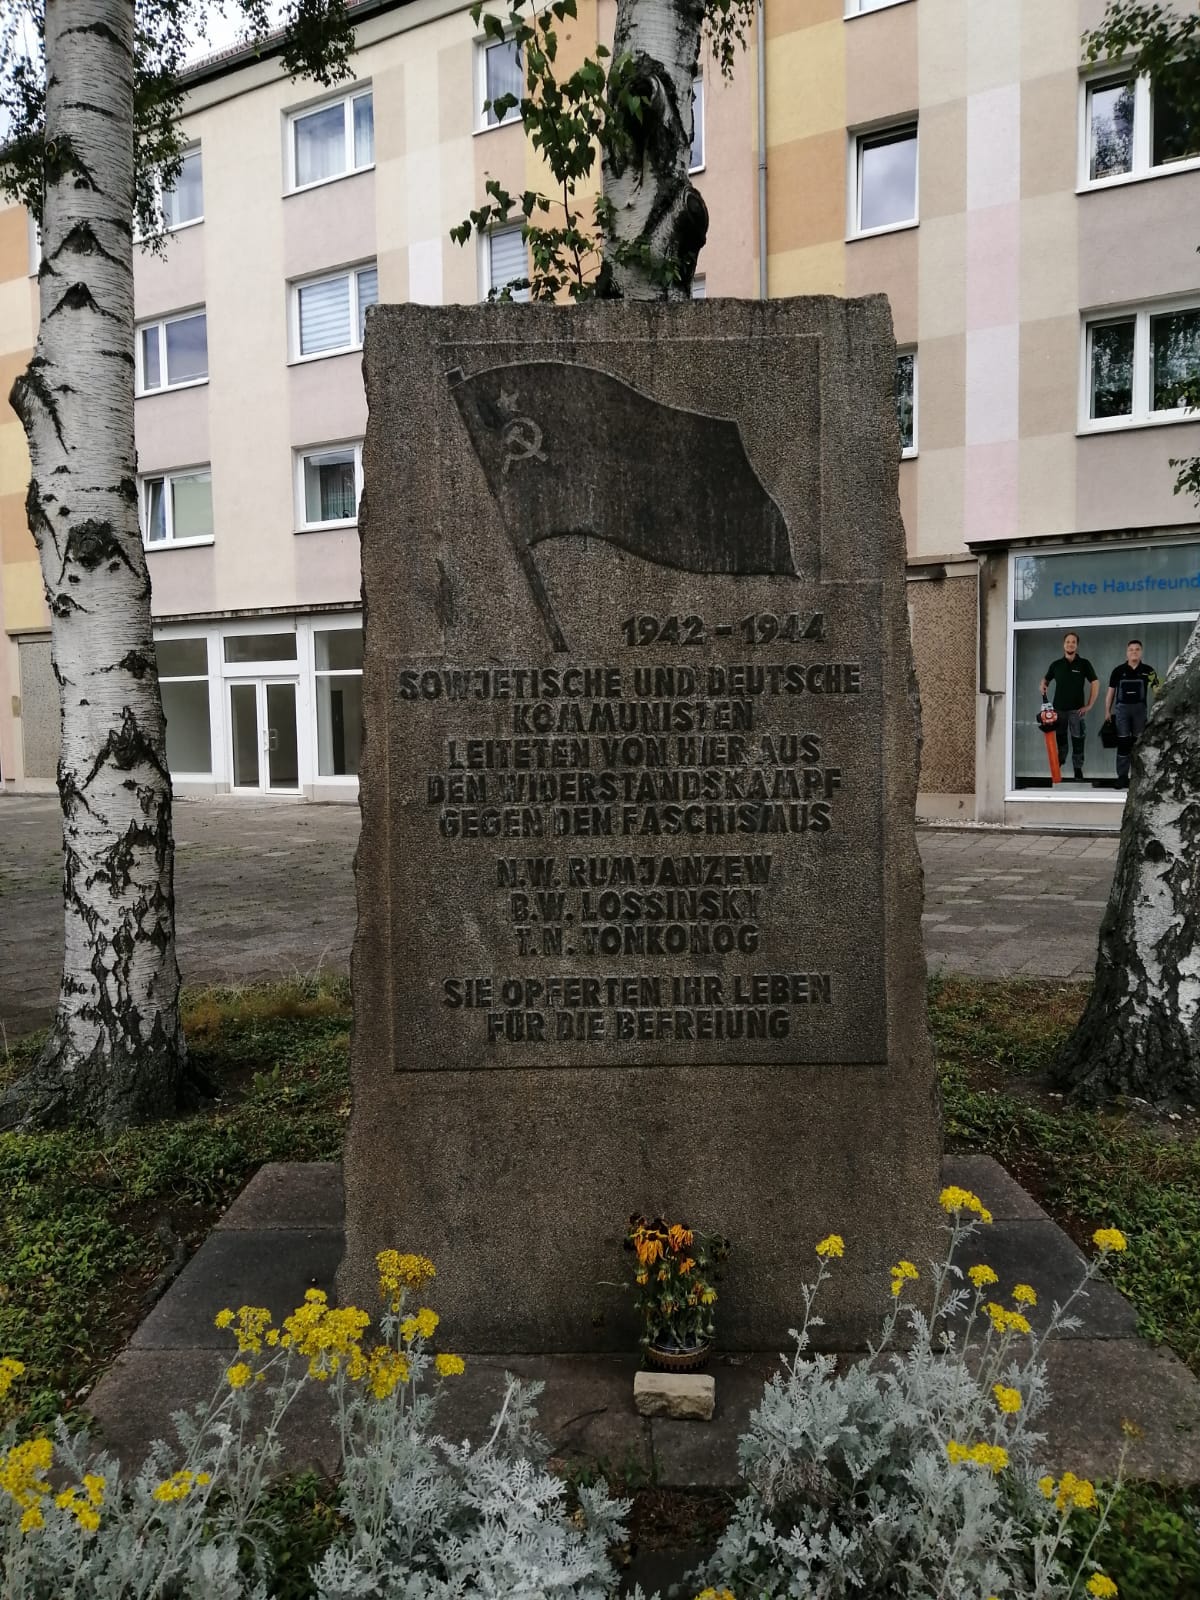 1942 - 1944
SOWJETISCHE UND DEUTSCHE
KOMMUNISTEN
LEITETEN VON HIER AUS
DEN WIDERSTANDSKAMPF
GEGEN DEN FASCHISMUS
N.W. RUMJANZEW
B.W. LOSSINSKY
T.N. TONKONOG
SIE OPFERTEN IHR LEBEN
FÜR DIE BEFREIUNG
Echte Hausfreund